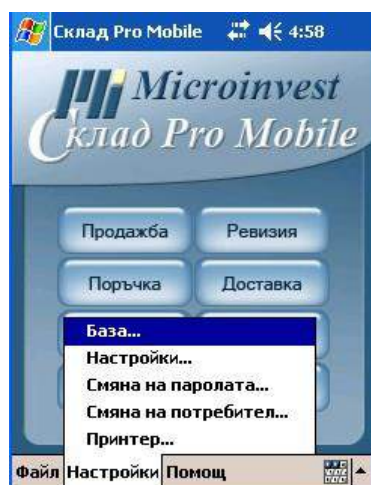 Склад Pro Mobile 4:58
Microinvest
Склад Pro Mobile
Продажба Ревизия
Поръчка Доставка
База...
Настройки...
Смяна на паролата...
Смяна на потребител...
Принтер...
Файл Настройки Помощ